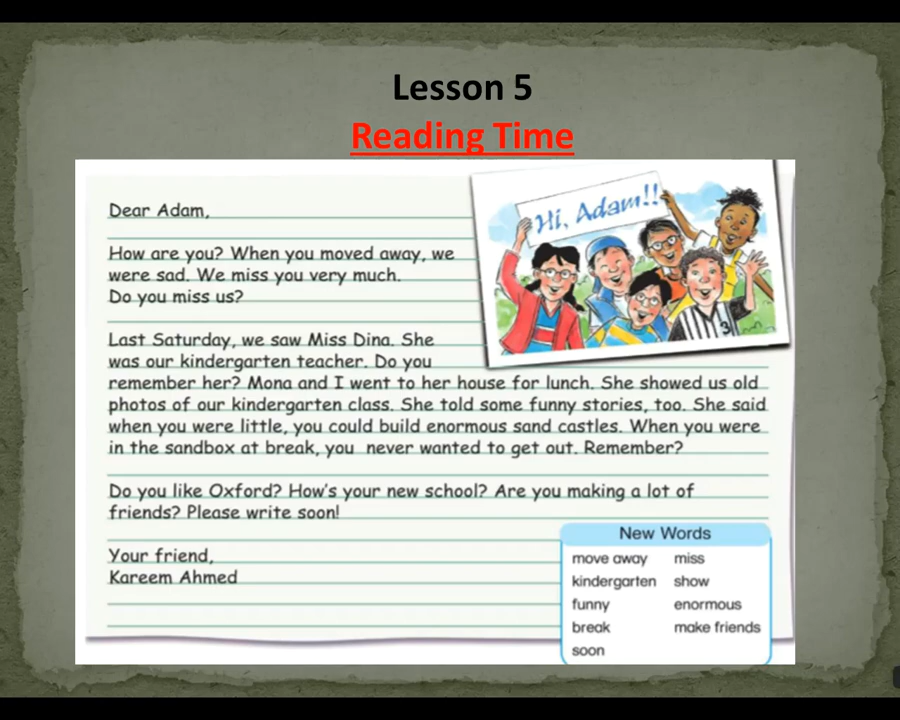 Lesson 5
Reading Time
Hi, Adam!!
Dear Adam,
How are you? When you moved away, we
were sad. We miss you very much.
Do you miss us?
Last Saturday, we saw Miss Dina. She
was our kindergarten teacher. Do you
remember her? Mona and I went to her house for lunch. She showed us old
photos of our kindergarten class. She told some funny stories, too. She said
when you were little, you could build enormous sand castles. When you were
in the sandbox at break, you never wanted to get out. Remember?
Do you like Oxford? How's your new school? Are you making a lot of
friends? Please write soon!
Your friend,
Kareem Ahmed
New Words
move away miss
kindergarten show
funny enormous
break make friends
soon
3